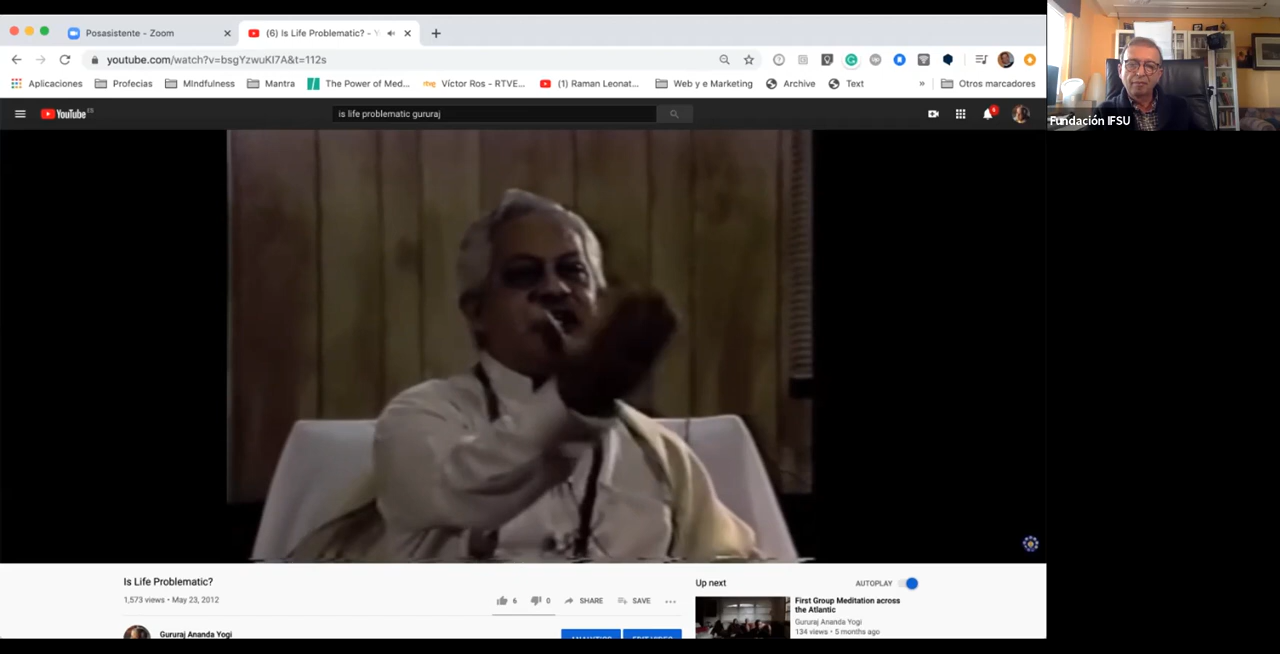 Posasistente - Zoom
(6) Is Life Problematic? -
youtube.com/watch?v=bsgYzwuKI7A&t=112s
Aplicaciones Profecias MIndfulness Mantra The Power of Med... Víctor Ros - RTVE... (1) Raman Leonat... Web y e Marketing Archive Text » Otros marcadores
YouTube ES is life problematic gururaj
Fundación IFSU
Is Life Problematic?
1,573 views • May 23, 2012
6 0 SHARE SAVE
Gururaj Ananda Yogi
ANALYTICS EDIT VIDEO
Up next AUTOPLAY
First Group Meditation across
the Atlantic
Gururaj Ananda Yogi
134 views • 5 months ago